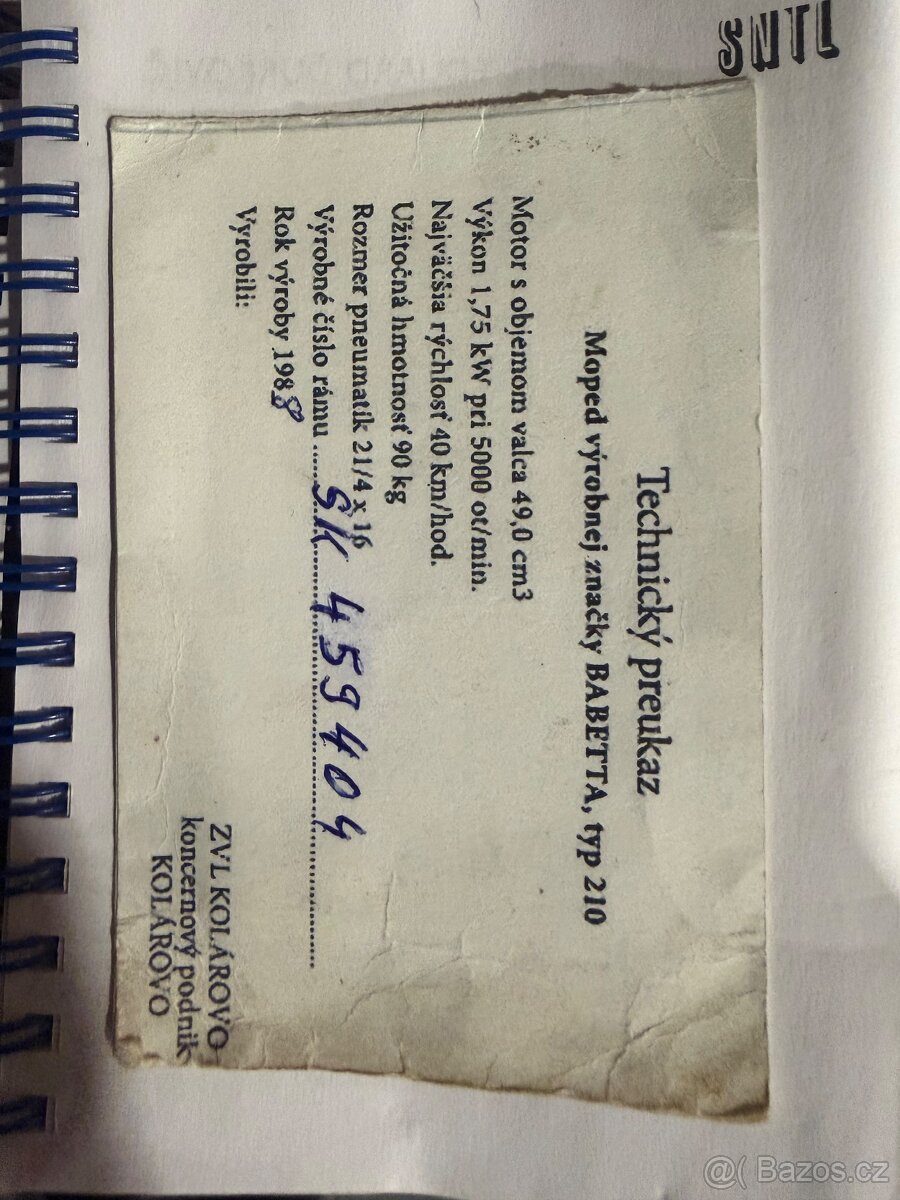 SNTL
Technický preukaz
Moped výrobnej značky BABETTA, typ 210
Motor s objemom valca 49,0 cm3
Výkon 1,75 kW pri 5000 ot/min.
Najväčšia rýchlosť 40 km/hod.
Užitočná hmotnosť 90 kg
Rozmer pneumatik 21/4 x 16
Výrobné číslo rámu ..... 459404
Rok výroby 1988
Vyrobili:
ZVL KOLÁROVO
koncernový podnik
KOLÁROVO
@( Bazos.cz